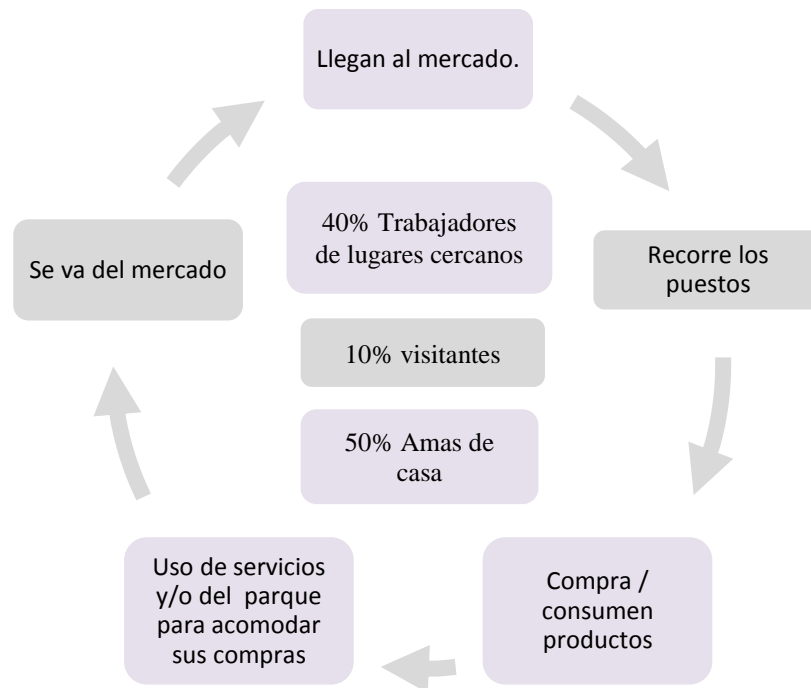 Llegan al mercado.
40% Trabajadores
de lugares cercanos
Se va del mercado
Recorre los
puestos
10% visitantes
50% Amas de
casa
Uso de servicios
y/o del parque
para acomodar
sus compras
Compra /
consumen
productos